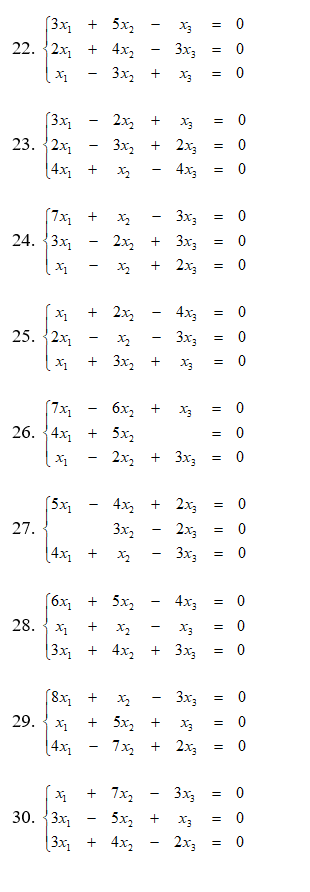 3x₁ + 5x₂ − x₃ = 0
22. { 2x₁ + 4x₂ − 3x₃ = 0
x₁ − 3x₂ + x₃ = 0
3x₁ − 2x₂ + x₃ = 0
23. { 2x₁ − 3x₂ + 2x₃ = 0
4x₁ + x₂ − 4x₃ = 0
7x₁ + x₂ − 3x₃ = 0
24. { 3x₁ − 2x₂ + 3x₃ = 0
x₁ − x₂ + 2x₃ = 0
x₁ + 2x₂ − 4x₃ = 0
25. { 2x₁ − x₂ − 3x₃ = 0
x₁ + 3x₂ + x₃ = 0
7x₁ − 6x₂ + x₃ = 0
26. { 4x₁ + 5x₂ = 0
x₁ − 2x₂ + 3x₃ = 0
5x₁ − 4x₂ + 2x₃ = 0
27. { 3x₂ − 2x₃ = 0
4x₁ + x₂ − 3x₃ = 0
6x₁ + 5x₂ − 4x₃ = 0
28. { x₁ + x₂ − x₃ = 0
3x₁ + 4x₂ + 3x₃ = 0
8x₁ + x₂ − 3x₃ = 0
29. { x₁ + 5x₂ + x₃ = 0
4x₁ − 7x₂ + 2x₃ = 0
x₁ + 7x₂ − 3x₃ = 0
30. { 3x₁ − 5x₂ + x₃ = 0
3x₁ + 4x₂ − 2x₃ = 0